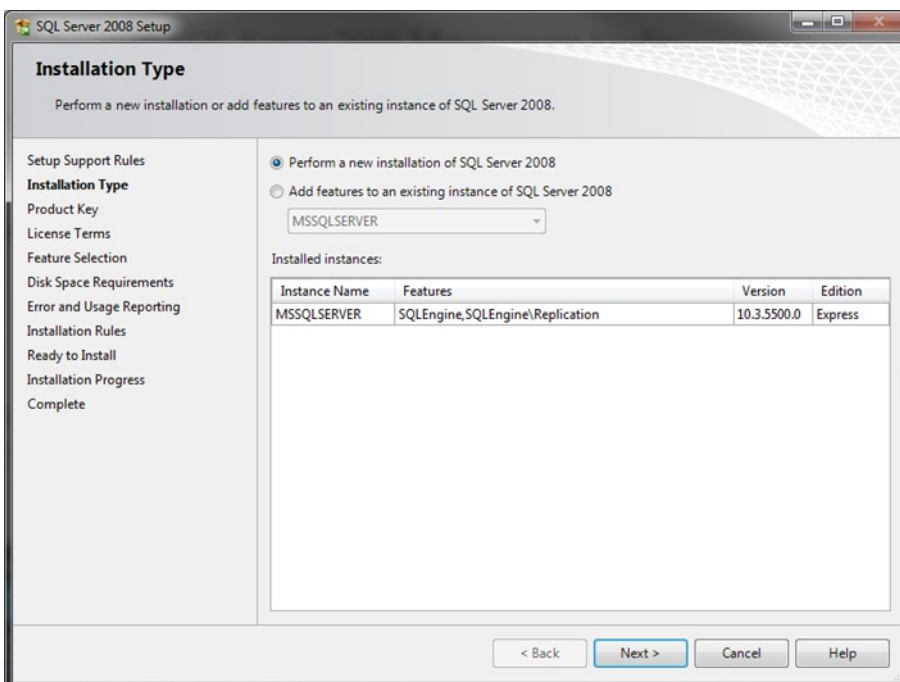 SQL Server 2008 Setup
Installation Type
Perform a new installation or add features to an existing instance of SQL Server 2008.
Setup Support Rules
Installation Type
Product Key
License Terms
Feature Selection
Disk Space Requirements
Error and Usage Reporting
Installation Rules
Ready to Install
Installation Progress
Complete
Perform a new installation of SQL Server 2008
Add features to an existing instance of SQL Server 2008
MSSQLSERVER
Installed instances:
Instance Name Features Version Edition
MSSQLSERVER SQLEngine,SQLEngine\Replication 10.3.5500.0 Express
< Back Next > Cancel Help